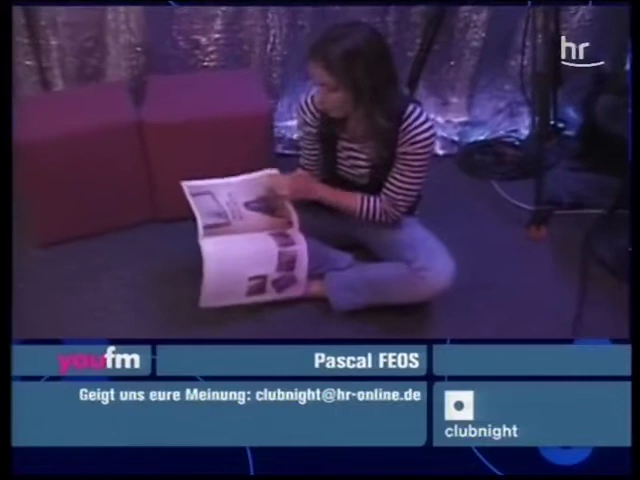 hr
youfm
Pascal FEOS
Geigt uns eure Meinung: clubnight@hr-online.de
clubnight